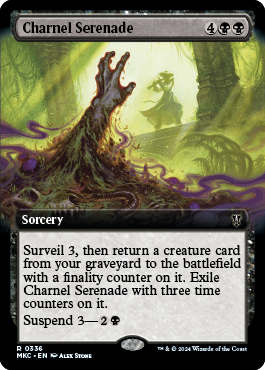 Charnel Serenade 4
Sorcery
Surveil 3, then return a creature card
from your graveyard to the battlefield
with a finality counter on it. Exile
Charnel Serenade with three time
counters on it.
Suspend 3—2
R 0336
MKC • EN ALEX STONE
™ & © 2024 Wizards of the Coast